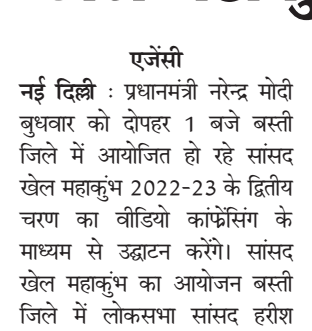 एजेंसी
नई दिल्ली : प्रधानमंत्री नरेन्द्र मोदी
बुधवार को दोपहर 1 बजे बस्ती
जिले में आयोजित हो रहे सांसद
खेल महाकुंभ 2022-23 के द्वितीय
चरण का वीडियो कांफ्रेंसिंग के
माध्यम से उद्घाटन करेंगे। सांसद
खेल महाकुंभ का आयोजन बस्ती
जिले में लोकसभा सांसद हरीश